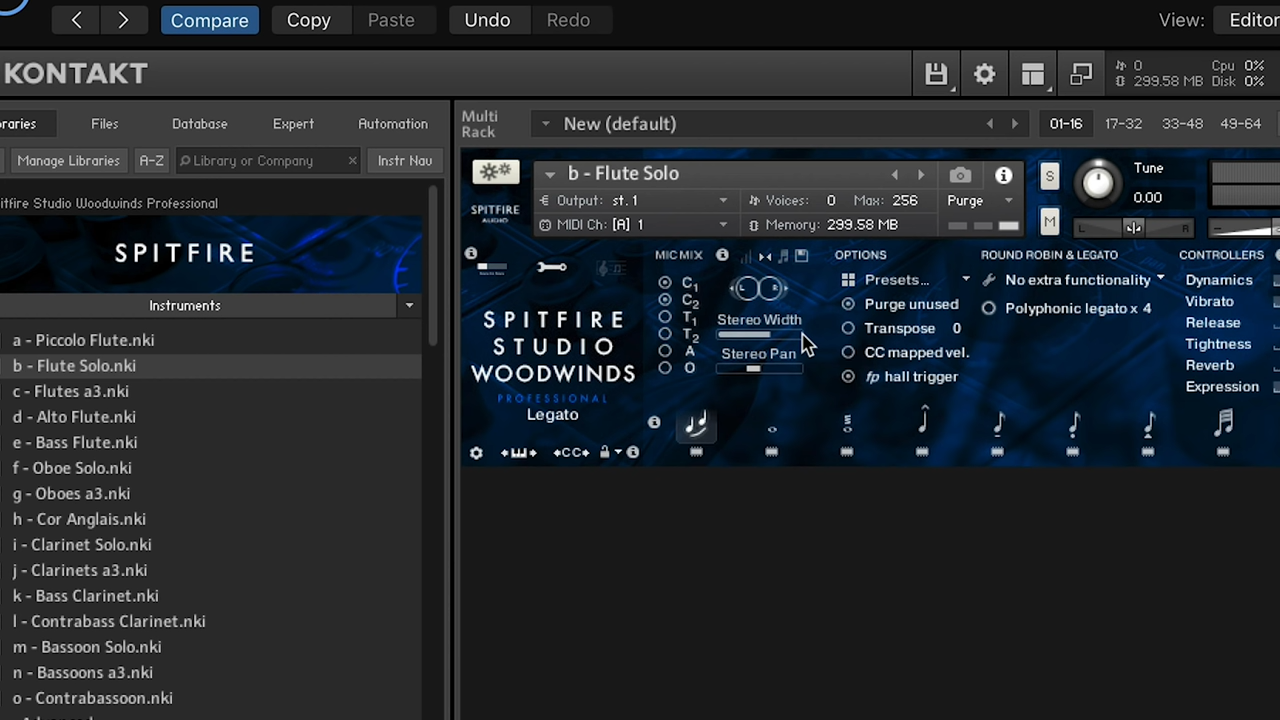 Compare Copy Paste Undo Redo View: Editor
KONTAKT
0 Cpu 0%
299.58 MB Disk 0%
raries Files Database Expert Automation
Manage Libraries A-Z Library or Company × Instr Nav
itfire Studio Woodwinds Professional
SPITFIRE
Instruments
a - Piccolo Flute.nki
b - Flute Solo.nki
c - Flutes a3.nki
d - Alto Flute.nki
e - Bass Flute.nki
f - Oboe Solo.nki
g - Oboes a3.nki
h - Cor Anglais.nki
i - Clarinet Solo.nki
j - Clarinets a3.nki
k - Bass Clarinet.nki
l - Contrabass Clarinet.nki
m - Bassoon Solo.nki
n - Bassoons a3.nki
o - Contrabassoon.nki
Multi
Rack
New (default) 01-16 17-32 33-48 49-64
SPITFIRE
AUDIO
b - Flute Solo
Output: st. 1 Voices: 0 Max: 256 Purge
MIDI Ch: [A] 1 Memory: 299.58 MB
S
M
Tune
0.00
L R
SPITFIRE
STUDIO
WOODWINDS
PROFESSIONAL
Legato
CC
MIC MIX
C1
C2
T1
T2
A
O
L R
Stereo Width
Stereo Pan
OPTIONS
Presets...
Purge unused
Transpose 0
CC mapped vel.
fp hall trigger
ROUND ROBIN & LEGATO
No extra functionality
Polyphonic legato x 4
CONTROLLERS
Dynamics
Vibrato
Release
Tightness
Reverb
Expression